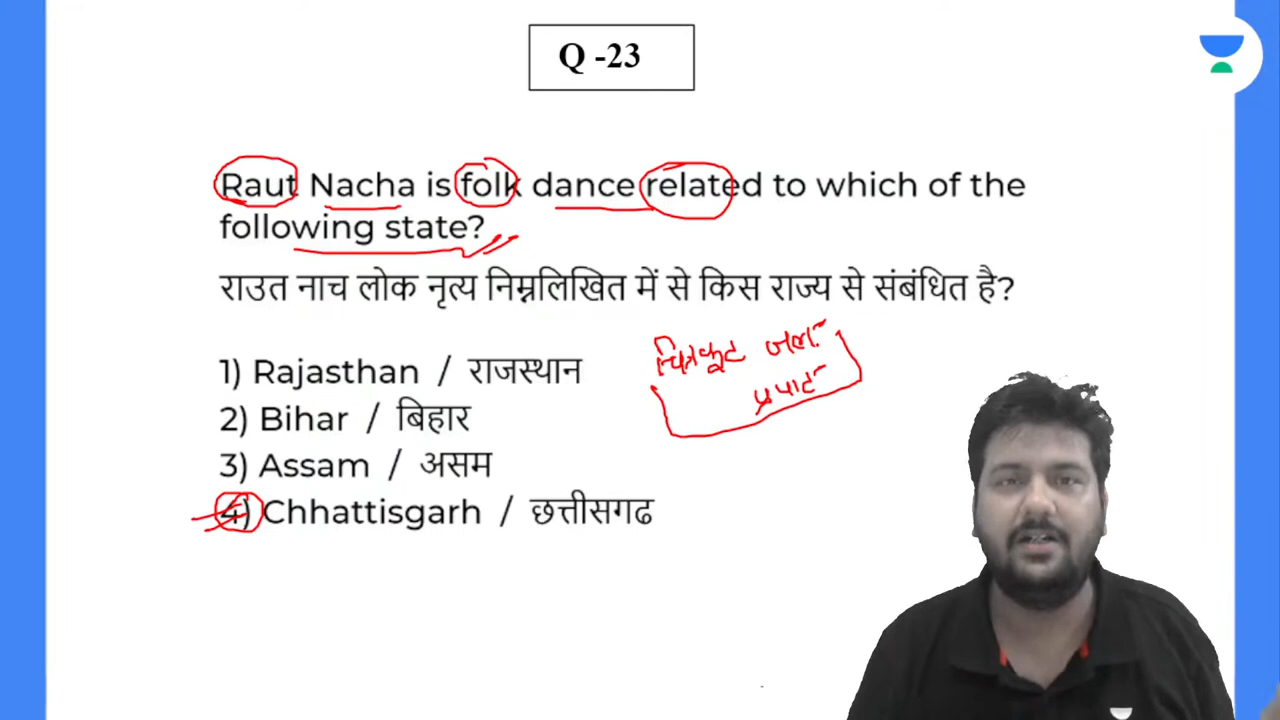 Q -23
Raut Nacha is folk dance related to which of the
following state?
राउत नाच लोक नृत्य निम्नलिखित में से किस राज्य से संबंधित है?
1) Rajasthan / राजस्थान
चित्रकूट जल
प्रपात
2) Bihar / बिहार
3) Assam / असम
4) Chhattisgarh / छत्तीसगढ